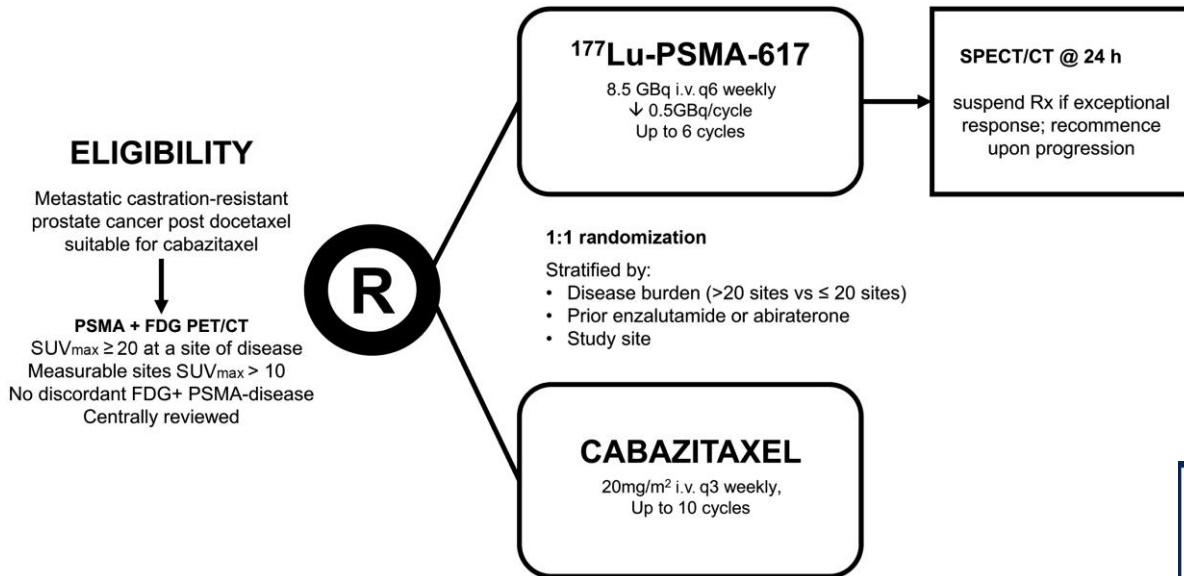 ELIGIBILITY
Metastatic castration-resistant
prostate cancer post docetaxel
suitable for cabazitaxel
PSMA + FDG PET/CT
SUVmax ≥ 20 at a site of disease
Measurable sites SUVmax > 10
No discordant FDG+ PSMA-disease
Centrally reviewed
R
¹⁷⁷Lu-PSMA-617
8.5 GBq i.v. q6 weekly
↓ 0.5GBq/cycle
Up to 6 cycles
SPECT/CT @ 24 h
suspend Rx if exceptional
response; recommence
upon progression
1:1 randomization
Stratified by:
• Disease burden (>20 sites vs ≤ 20 sites)
• Prior enzalutamide or abiraterone
• Study site
CABAZITAXEL
20mg/m² i.v. q3 weekly,
Up to 10 cycles